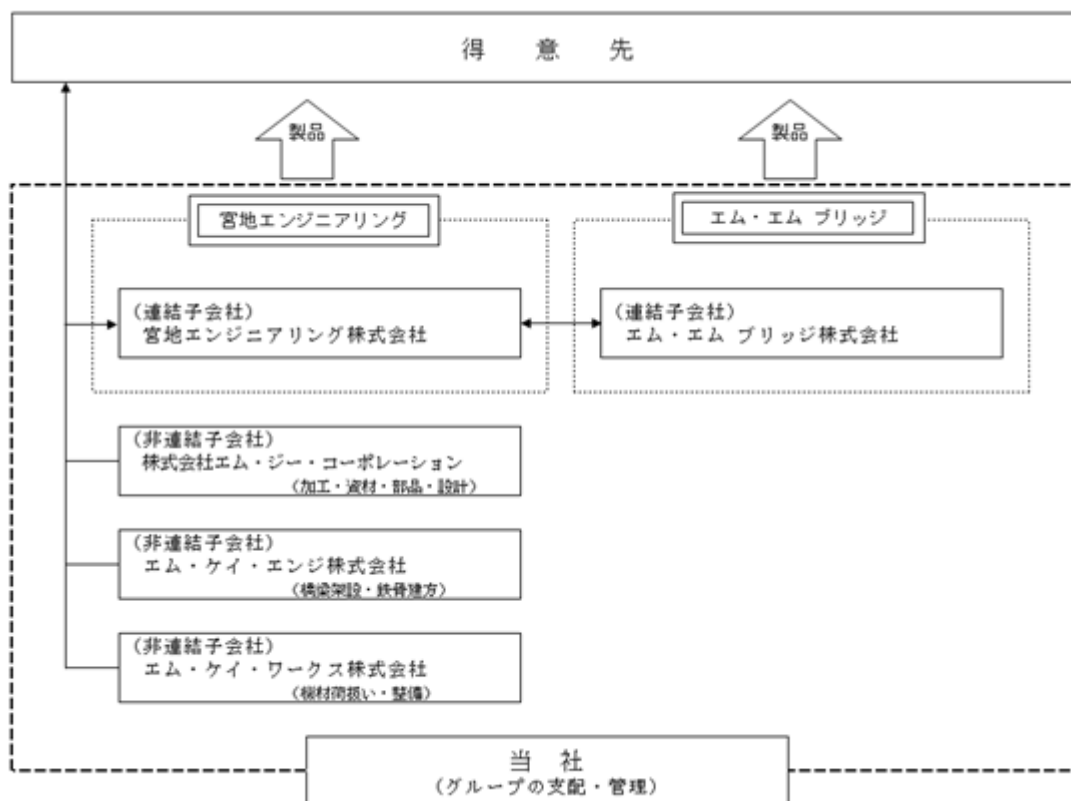 得　意　先
製品
製品
宮地エンジニアリング
エム・エム ブリッジ
（連結子会社）
宮地エンジニアリング株式会社
（連結子会社）
エム・エム ブリッジ株式会社
（非連結子会社）
株式会社エム・ジー・コーポレーション
（加工・資材・部品・設計）
（非連結子会社）
エム・ケイ・エンジ株式会社
（橋梁架設・鉄骨建方）
（非連結子会社）
エム・ケイ・ワークス株式会社
（機材荷扱い・整備）
当　社
（グループの支配・管理）